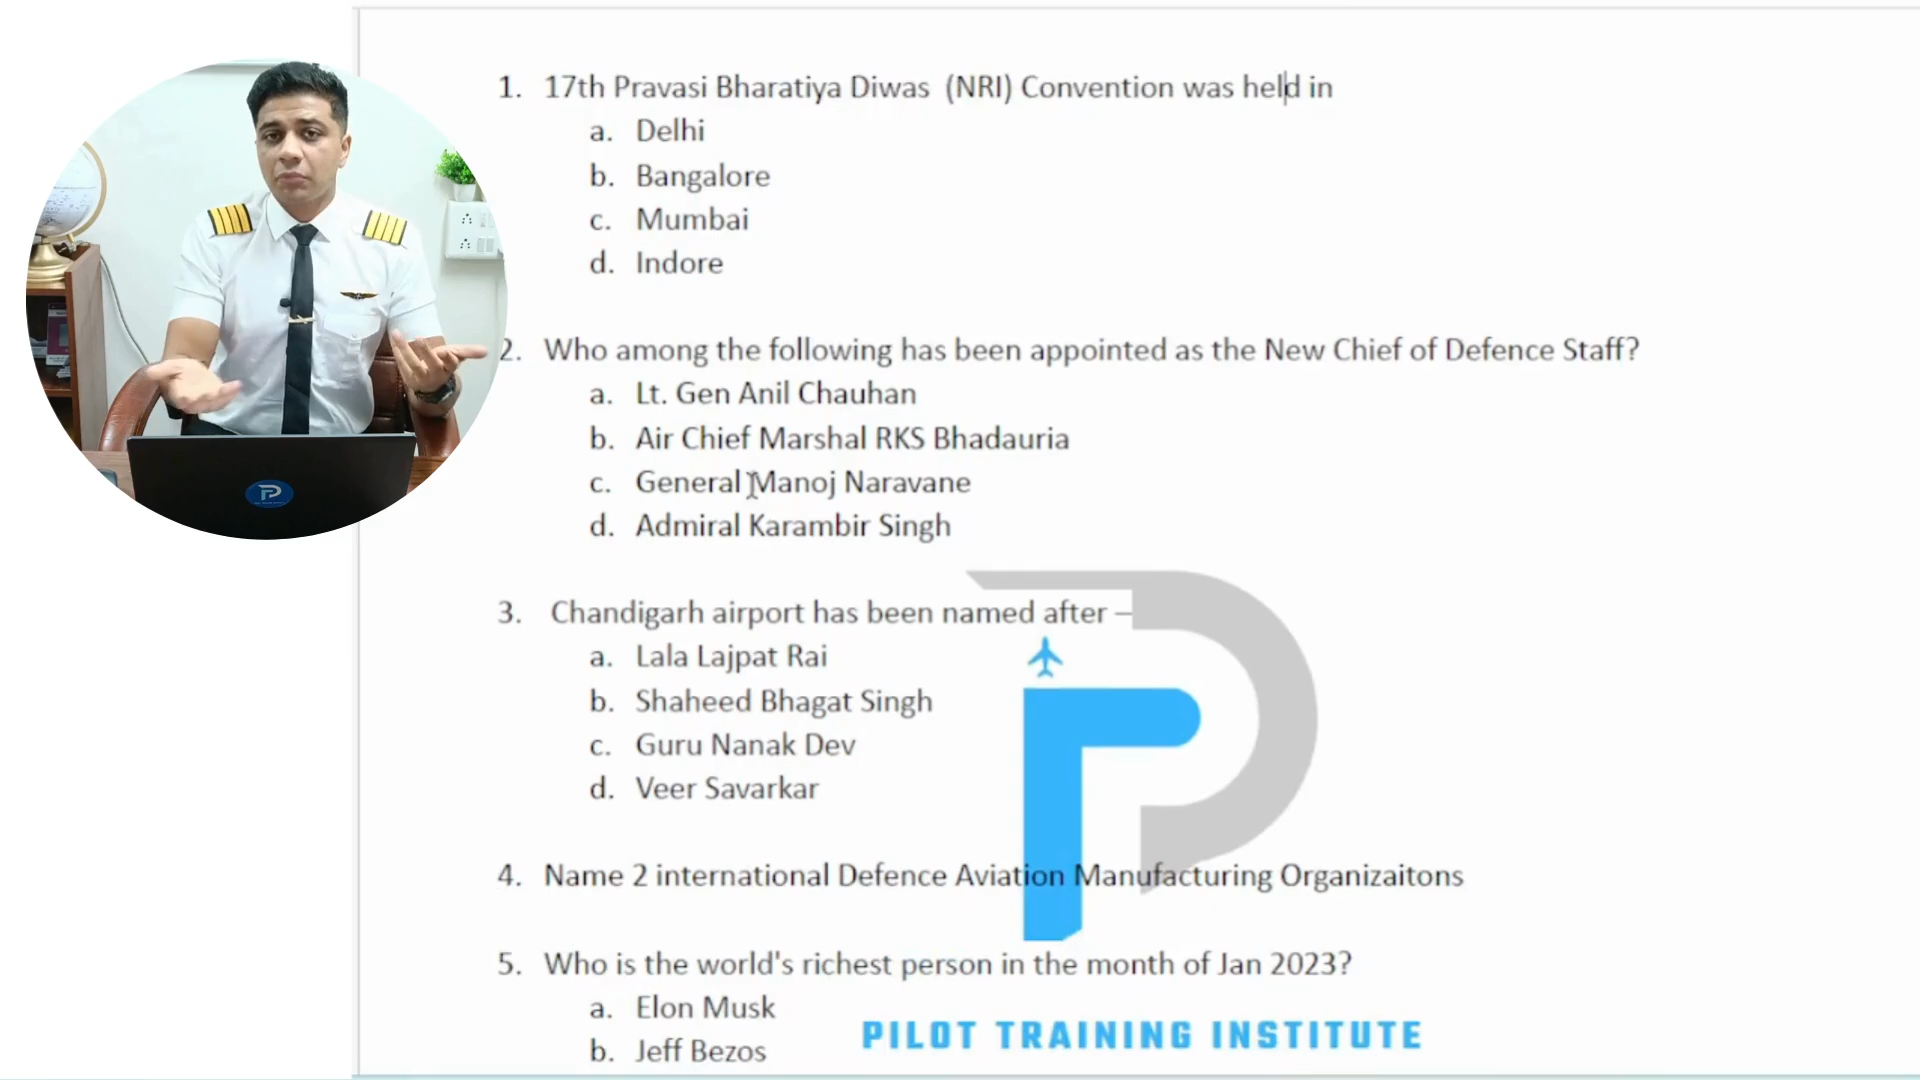 1. 17th Pravasi Bharatiya Diwas (NRI) Convention was held in
a. Delhi
b. Bangalore
c. Mumbai
d. Indore
2. Who among the following has been appointed as the New Chief of Defence Staff?
a. Lt. Gen Anil Chauhan
b. Air Chief Marshal RKS Bhadauria
c. General Manoj Naravane
d. Admiral Karambir Singh
3. Chandigarh airport has been named after –
a. Lala Lajpat Rai
b. Shaheed Bhagat Singh
c. Guru Nanak Dev
d. Veer Savarkar
4. Name 2 international Defence Aviation Manufacturing Organizaitons
5. Who is the world's richest person in the month of Jan 2023?
a. Elon Musk
b. Jeff Bezos
PILOT TRAINING INSTITUTE